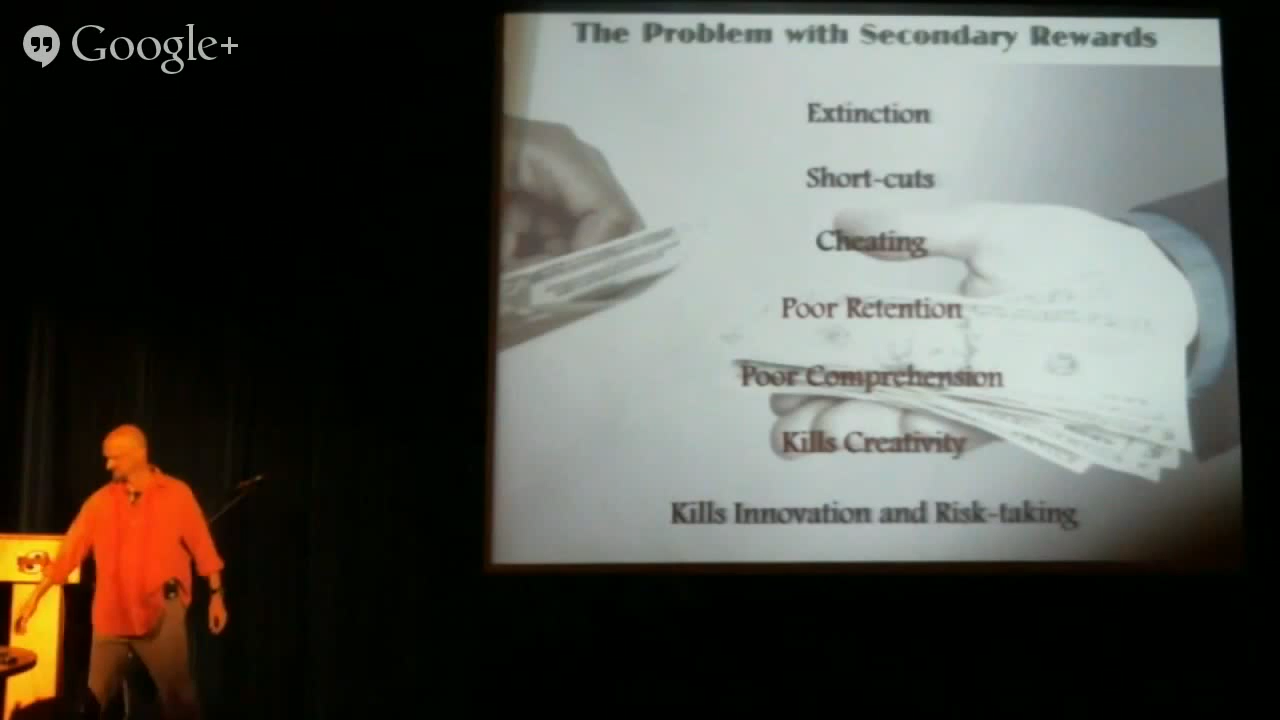 Google+
The Problem with Secondary Rewards
Extinction
Short-cuts
Cheating
Poor Retention
Poor Comprehension
Kills Creativity
Kills Innovation and Risk-taking